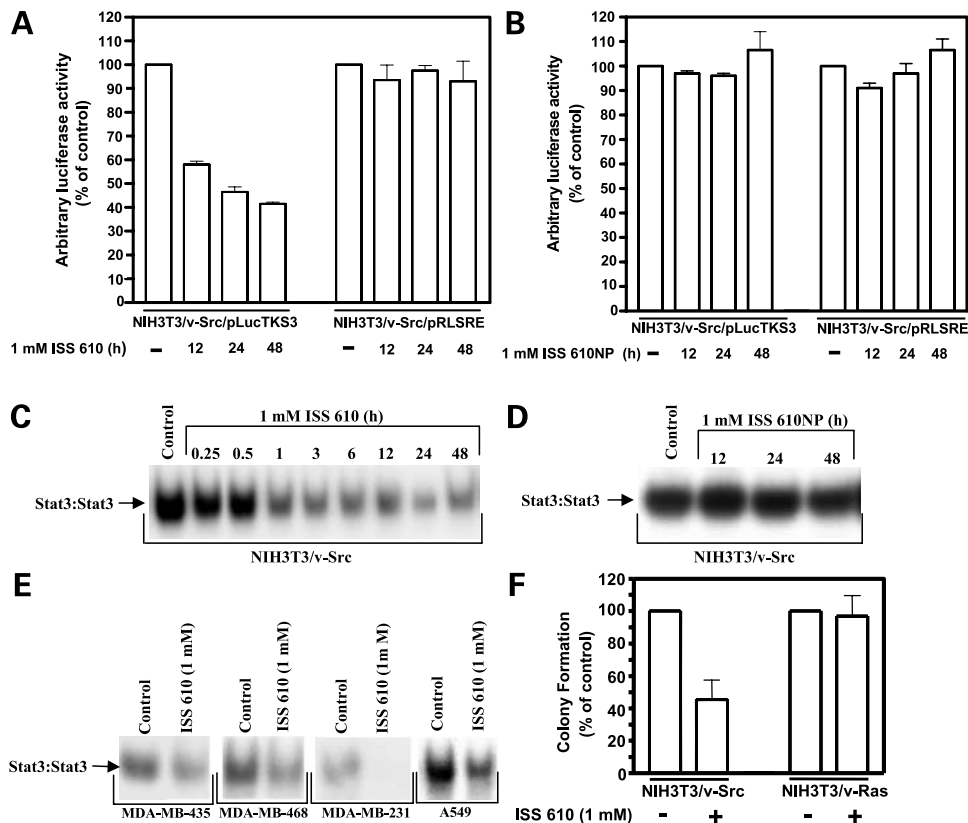 A
Arbitrary luciferase activity
(% of control)
120
110
100
90
80
70
60
50
40
30
20
10
0
NIH3T3/v-Src/pLucTKS3
NIH3T3/v-Src/pRLSRE
1 mM ISS 610 (h)
– 12 24 48 – 12 24 48
B
Arbitrary luciferase activity
(% of control)
120
110
100
90
80
70
60
50
40
30
20
10
0
NIH3T3/v-Src/pLucTKS3
NIH3T3/v-Src/pRLSRE
1 mM ISS 610NP (h)
– 12 24 48 – 12 24 48
C
Control
1 mM ISS 610 (h)
0.25 0.5 1 3 6 12 24 48
Stat3:Stat3
NIH3T3/v-Src
D
Control
1 mM ISS 610NP (h)
12 24 48
Stat3:Stat3
NIH3T3/v-Src
E
Control
ISS 610 (1 mM)
Control
ISS 610 (1 mM)
Control
ISS 610 (1m M)
Control
ISS 610 (1 mM)
Stat3:Stat3
MDA-MB-435
MDA-MB-468
MDA-MB-231
A549
F
Colony Formation
(% of control)
120
100
80
60
40
20
0
NIH3T3/v-Src
NIH3T3/v-Ras
ISS 610 (1 mM)
- + - +